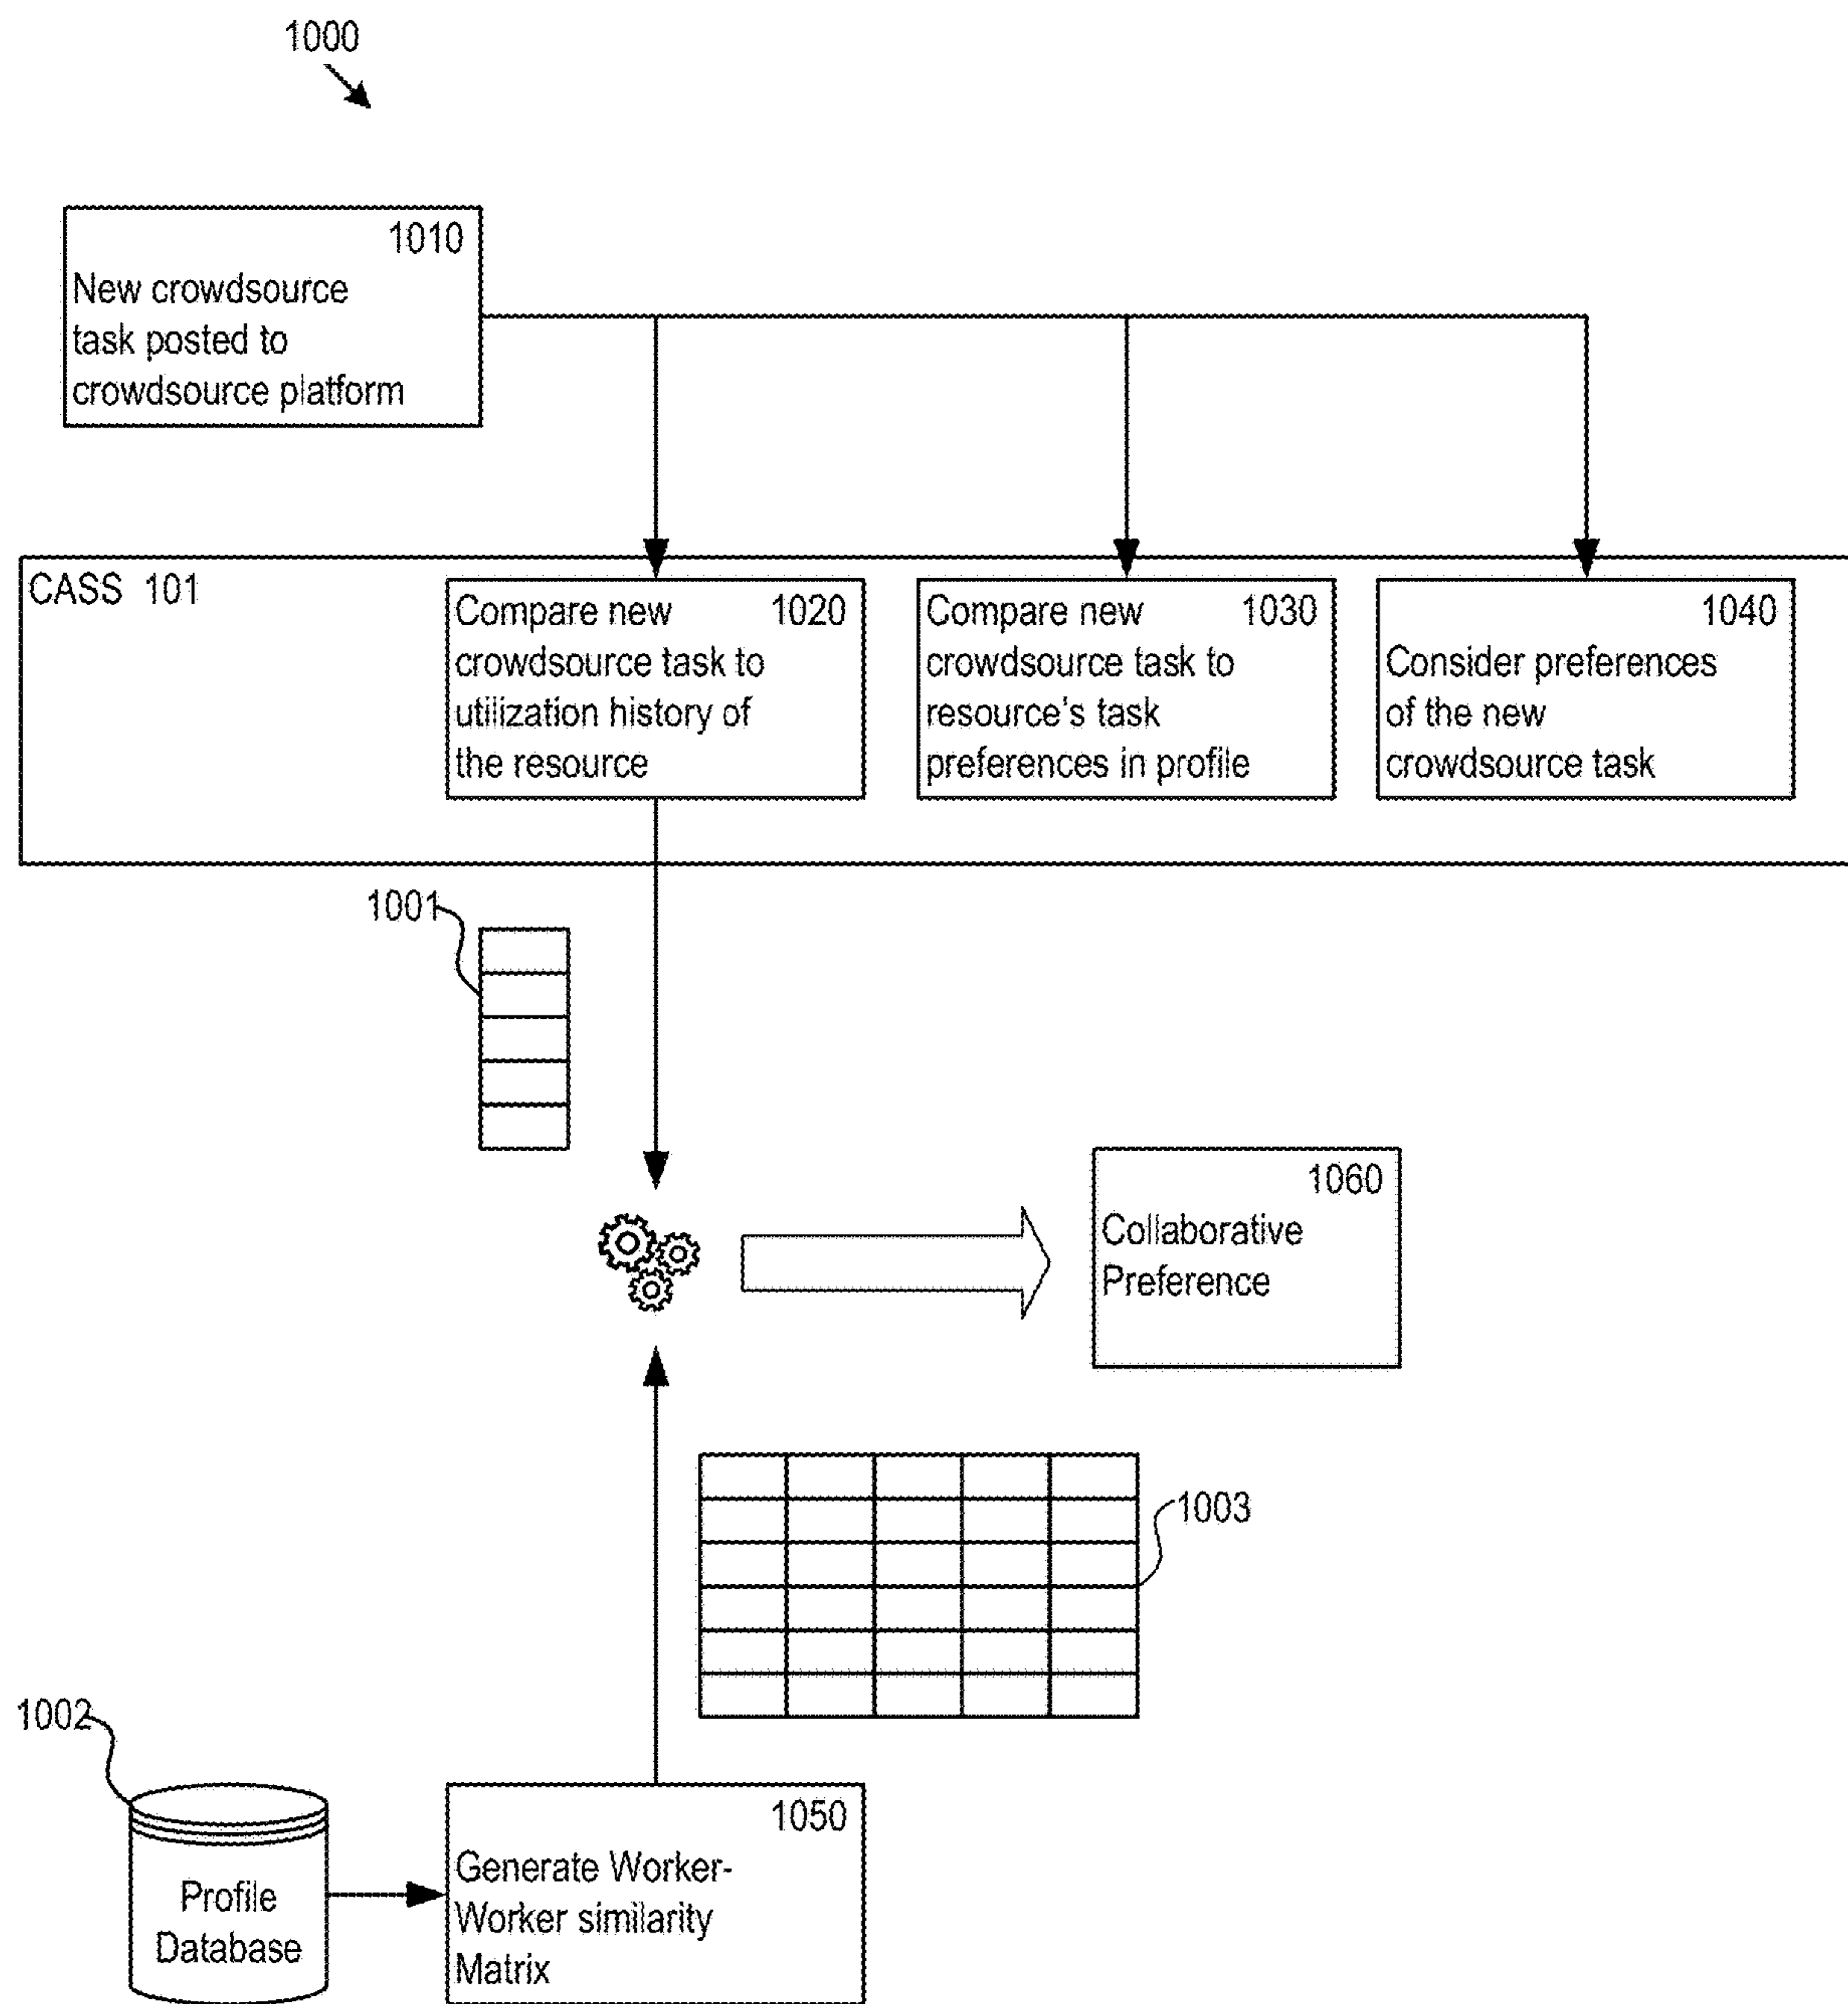 1000
1010
New crowdsource
task posted to
crowdsource platform
CASS 101
Compare new 1020
crowdsource task to
utilization history of
the resource
Compare new 1030
crowdsource task to
resource's task
preferences in profile
1040
Consider preferences
of the new
crowdsource task
1001
1060
Collaborative
Preference
1003
1002
Profile
Database
1050
Generate Worker-
Worker similarity
Matrix